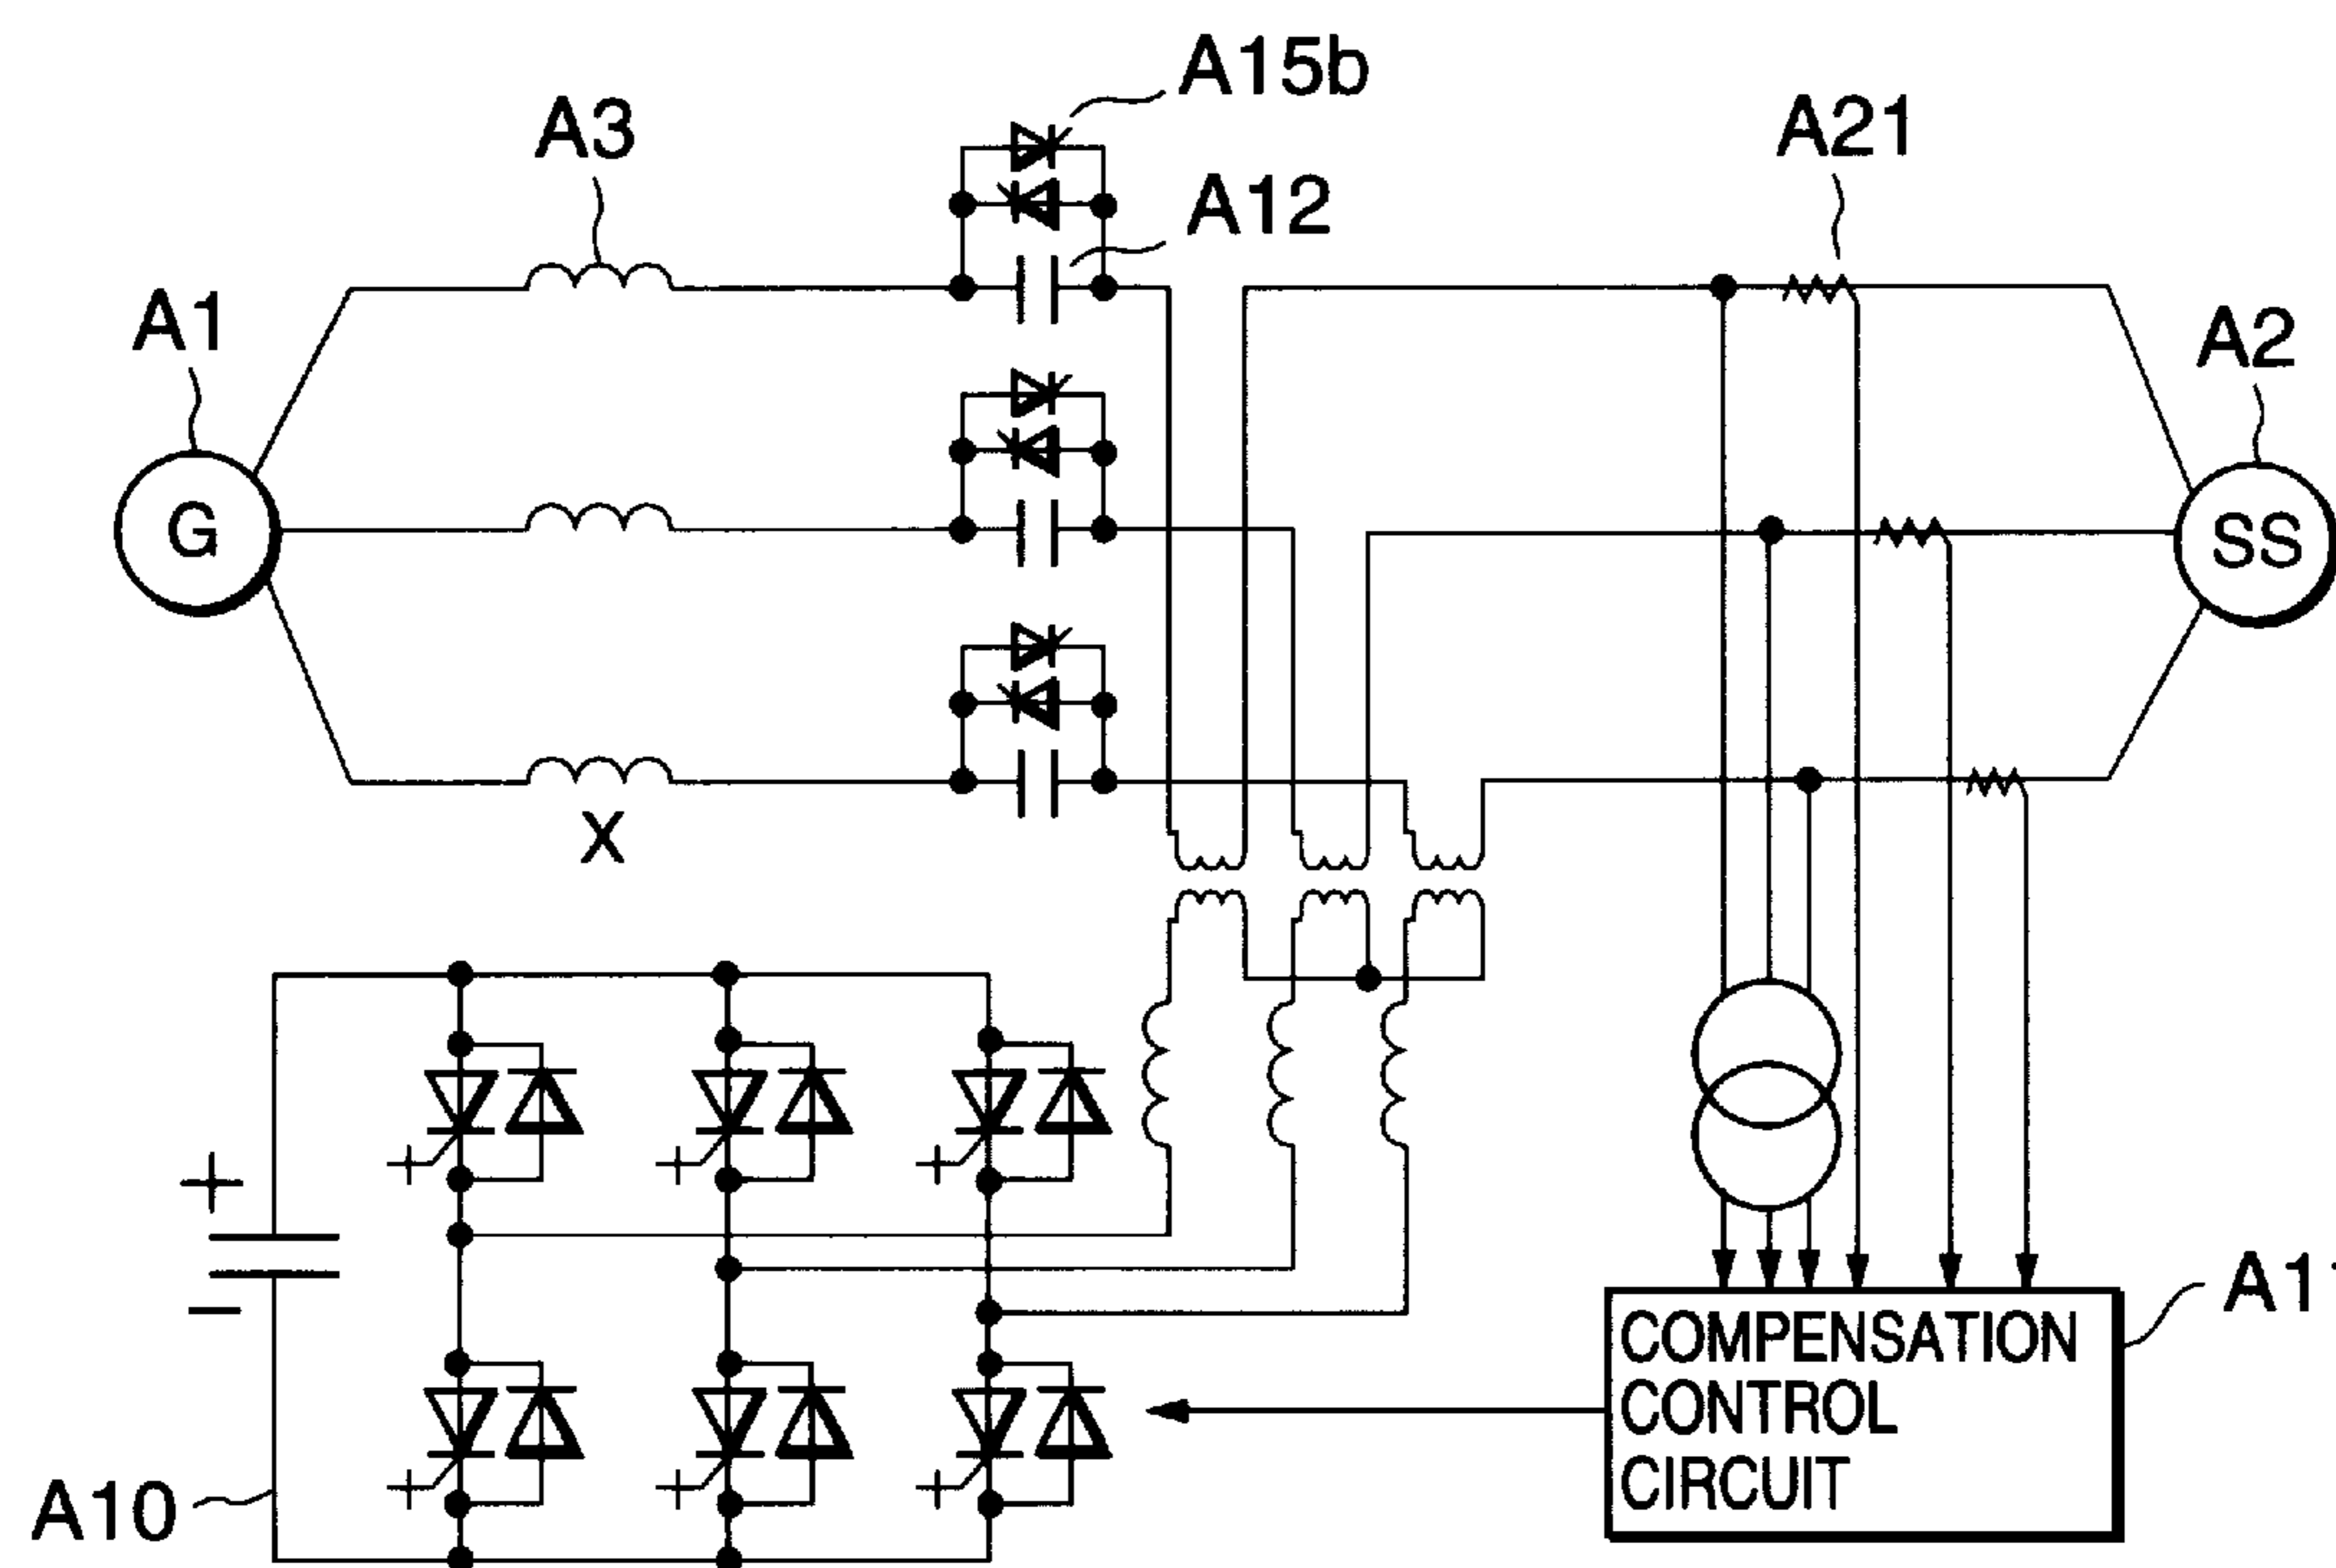 A15b
A3
A21
A12
A1
A2
G
SS
X
+
−
COMPENSATION
CONTROL
CIRCUIT
A10